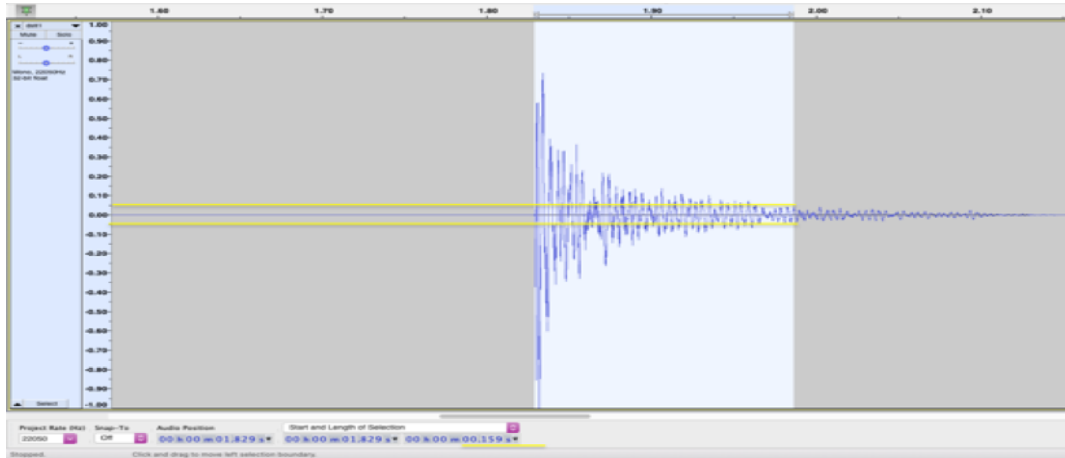 1.60 1.70 1.80 1.90 2.00 2.10
Mute Solo
Mono, 22050Hz
32-bit float
Select
1.00
0.90
0.80
0.70
0.60
0.50
0.40
0.30
0.20
0.10
0.00
-0.10
-0.20
-0.30
-0.40
-0.50
-0.60
-0.70
-0.80
-0.90
-1.00
Project Rate (Hz) Snap-To Audio Position Start and Length of Selection
22050 Off 00 h 00 m 01.829 s 00 h 00 m 01.829 s 00 h 00 m 00.159 s
Stopped. Click and drag to move left selection boundary.